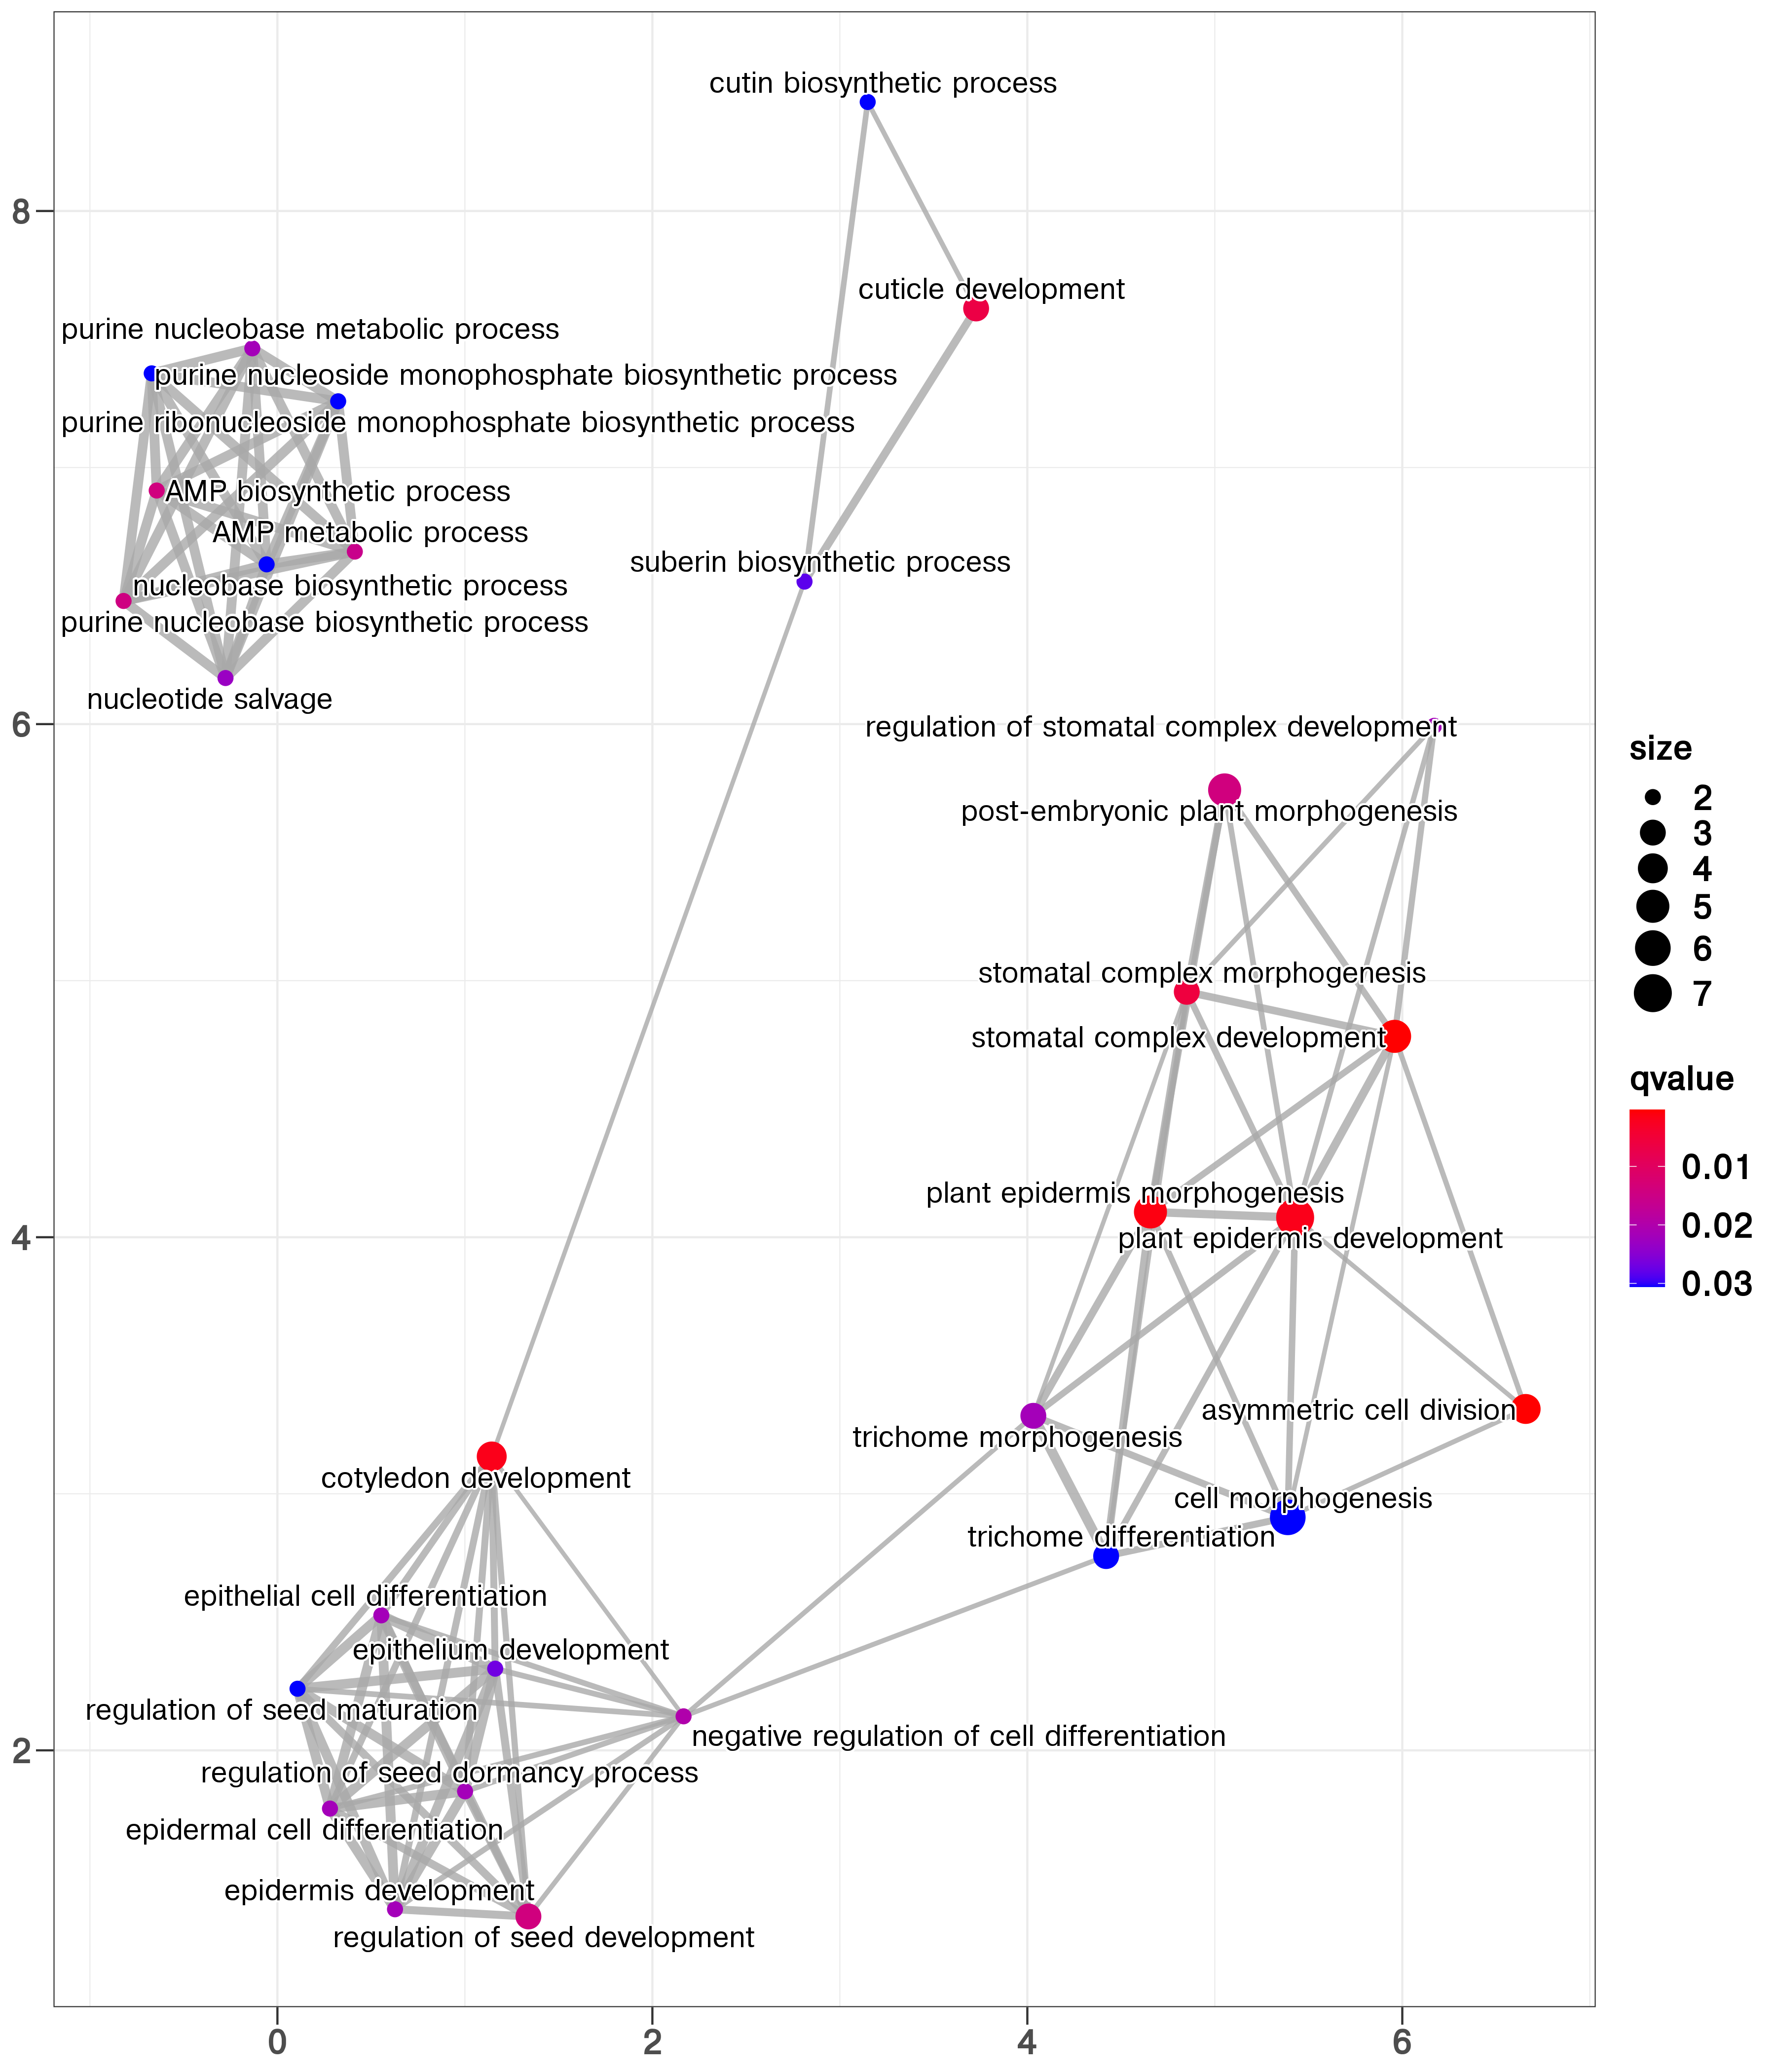 cutin biosynthetic process
8
cuticle development
purine nucleobase metabolic process
purine nucleoside monophosphate biosynthetic process
purine ribonucleoside monophosphate biosynthetic process
AMP biosynthetic process
AMP metabolic process
suberin biosynthetic process
nucleobase biosynthetic process
purine nucleobase biosynthetic process
nucleotide salvage
6
regulation of stomatal complex development
post-embryonic plant morphogenesis
stomatal complex morphogenesis
stomatal complex development
plant epidermis morphogenesis
4
plant epidermis development
asymmetric cell division
trichome morphogenesis
cotyledon development
cell morphogenesis
trichome differentiation
epithelial cell differentiation
epithelium development
regulation of seed maturation
negative regulation of cell differentiation
2
regulation of seed dormancy process
epidermal cell differentiation
epidermis development
regulation of seed development
0
2
4
6
size
2
3
4
5
6
7
qvalue
0.01
0.02
0.03